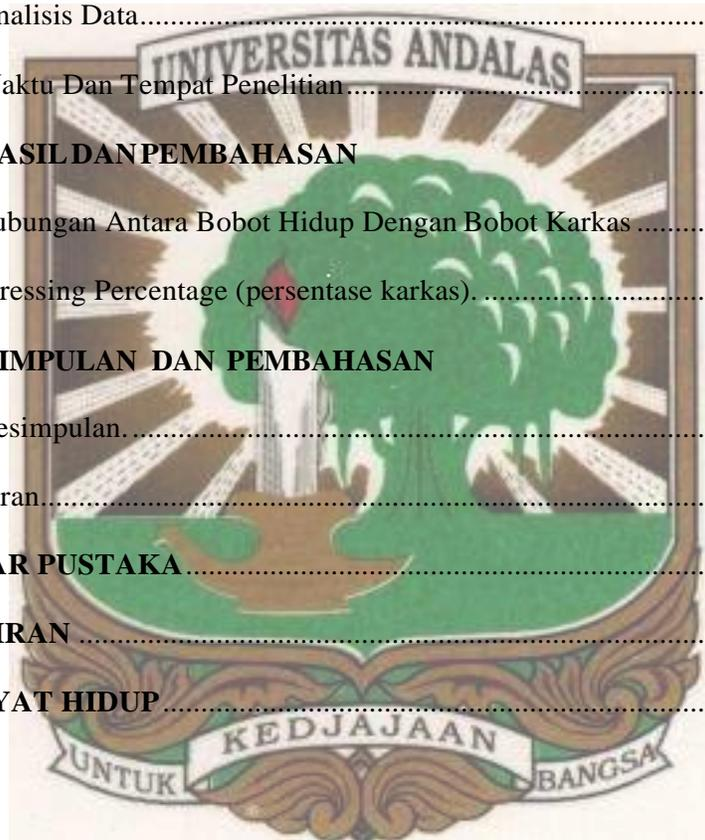 nalisis Data
UNIVERSITAS ANDALAS
aktu Dan Tempat Penelitian
ASIL DAN PEMBAHASAN
ubungan Antara Bobot Hidup Dengan Bobot Karkas
ressing Percentage (persentase karkas).
IMPULAN DAN PEMBAHASAN
esimpulan.
ran
AR PUSTAKA
IRAN
YAT HIDUP
KEDJAJAAN
UNTUK BANGSA